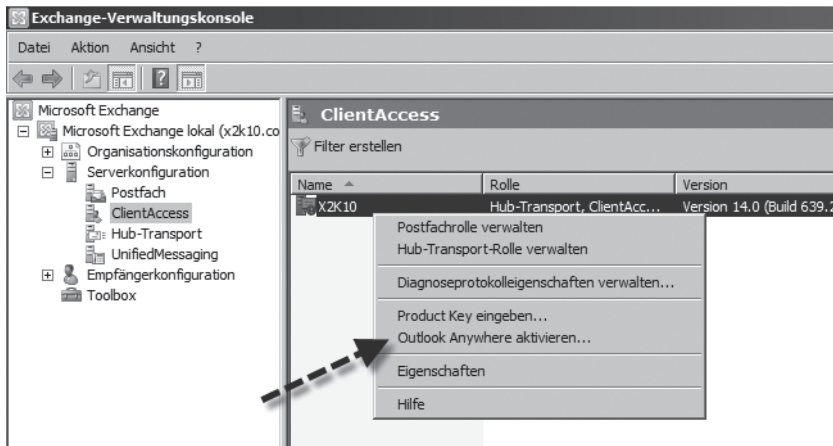 Exchange-Verwaltungskonsole
Datei Aktion Ansicht ?
Microsoft Exchange
Microsoft Exchange lokal (x2k10.co
Organisationskonfiguration
Serverkonfiguration
Postfach
ClientAccess
Hub-Transport
UnifiedMessaging
Empfängerkonfiguration
Toolbox
ClientAccess
Filter erstellen
Name Rolle Version
X2K10 Hub-Transport, ClientAcc... Version 14.0 (Build 639.2
Postfachrolle verwalten
Hub-Transport-Rolle verwalten
Diagnoseprotokolleigenschaften verwalten...
Product Key eingeben...
Outlook Anywhere aktivieren...
Eigenschaften
Hilfe